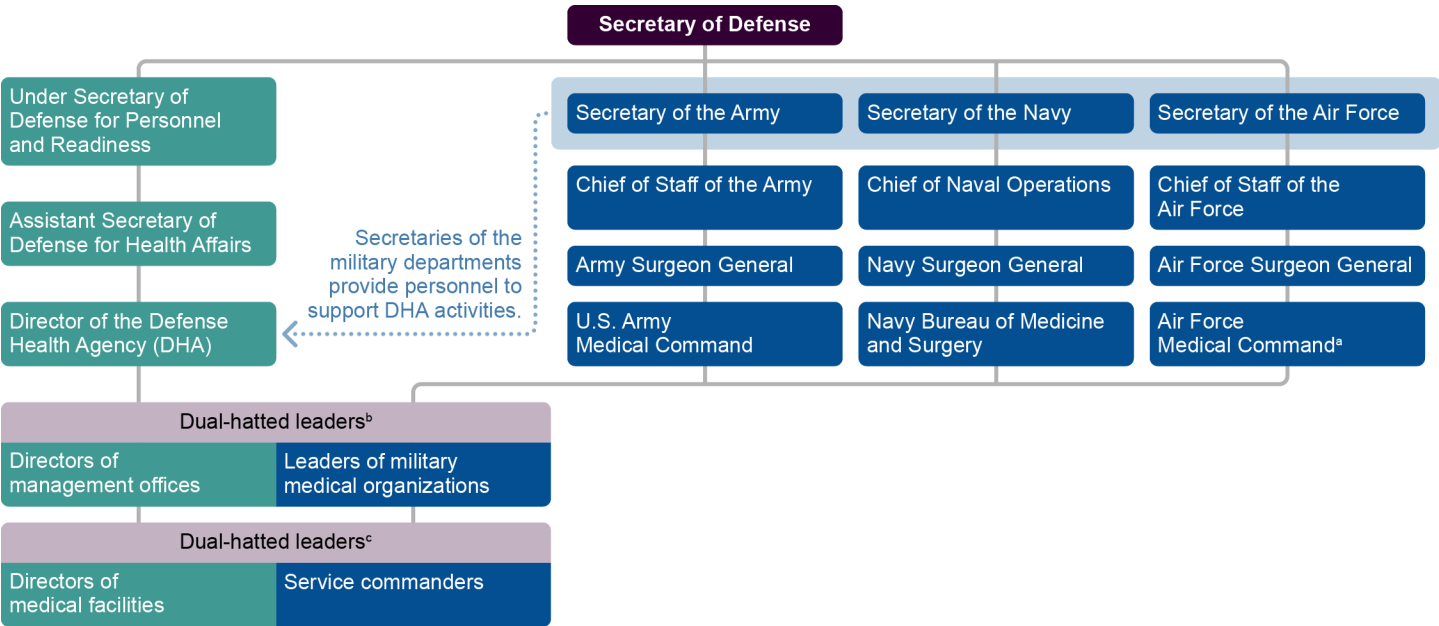 Secretary of Defense
Under Secretary of
Defense for Personnel
and Readiness
Assistant Secretary of
Defense for Health Affairs
Director of the Defense
Health Agency (DHA)
Secretaries of the
military departments
provide personnel to
support DHA activities.
Secretary of the Army
Chief of Staff of the Army
Army Surgeon General
U.S. Army
Medical Command
Secretary of the Navy
Chief of Naval Operations
Navy Surgeon General
Navy Bureau of Medicine
and Surgery
Secretary of the Air Force
Chief of Staff of the
Air Force
Air Force Surgeon General
Air Force
Medical Commandᵃ
Dual-hatted leadersᵇ
Directors of
management offices
Leaders of military
medical organizations
Dual-hatted leadersᶜ
Directors of
medical facilities
Service commanders